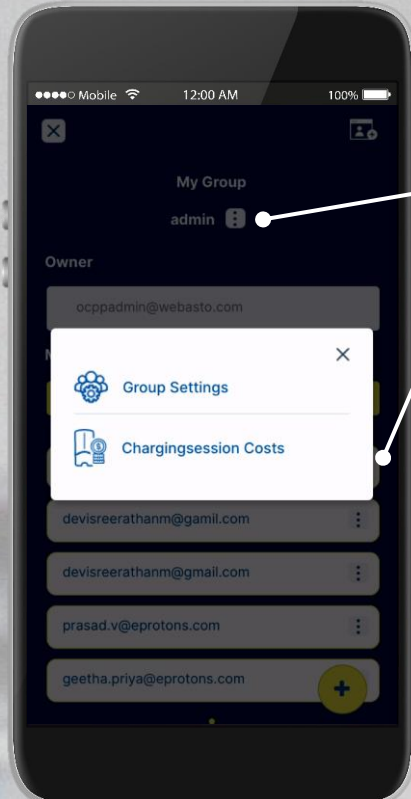 Mobile 12:00 AM 100%
My Group
admin
Owner
ocppadmin@webasto.com
Group Settings
Chargingsession Costs
devisreerathanm@gamil.com
devisreerathanm@gmail.com
prasad.v@eprotons.com
geetha.priya@eprotons.com